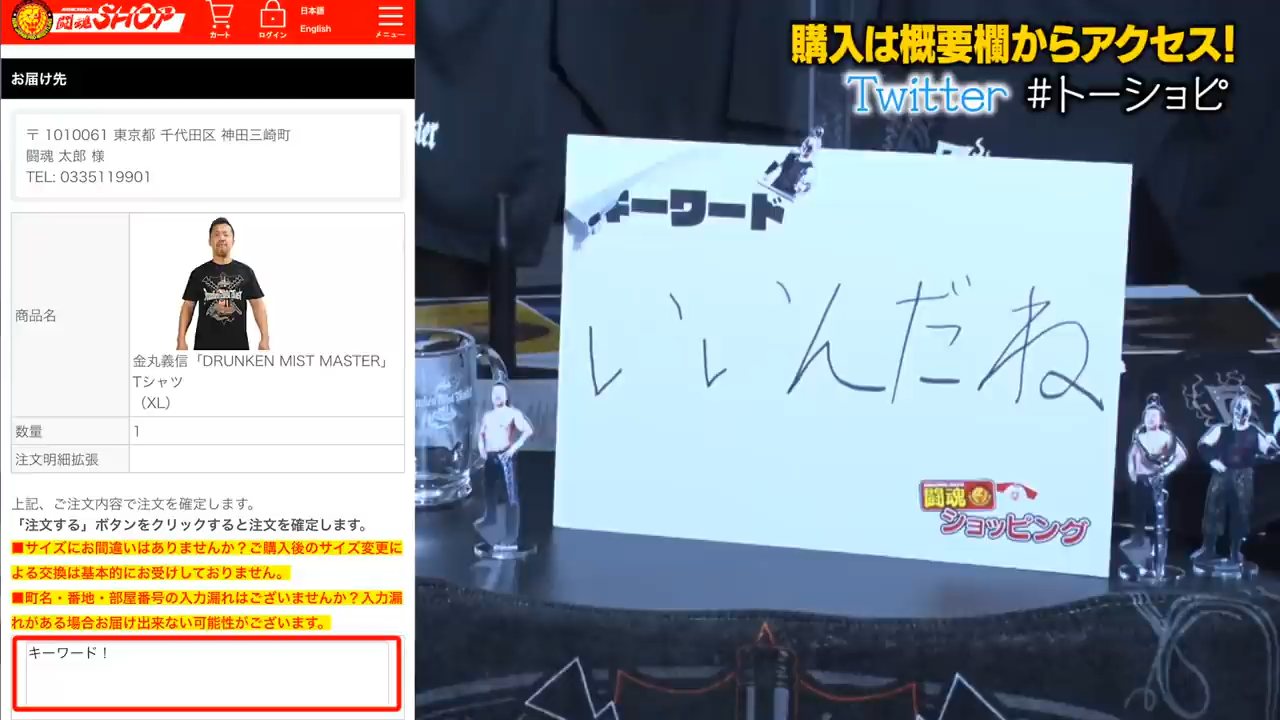 闘魂SHOP
カート
ログイン
日本語
English
メニュー
お届け先
〒 1010061 東京都 千代田区 神田三崎町
闘魂 太郎 様
TEL: 0335119901
商品名
金丸義信「DRUNKEN MIST MASTER」
Tシャツ
（XL）
数量
1
注文明細拡張
上記、ご注文内容で注文を確定します。
「注文する」ボタンをクリックすると注文を確定します。
■サイズにお間違いはありませんか？ご購入後のサイズ変更に
よる交換は基本的にお受けしておりません。
■町名・番地・部屋番号の入力漏れはございませんか？入力漏
れがある場合お届け出来ない可能性がございます。
キーワード！
購入は概要欄からアクセス!
Twitter #トーショピ
キーワード
いいんだね
闘魂
ショッピング